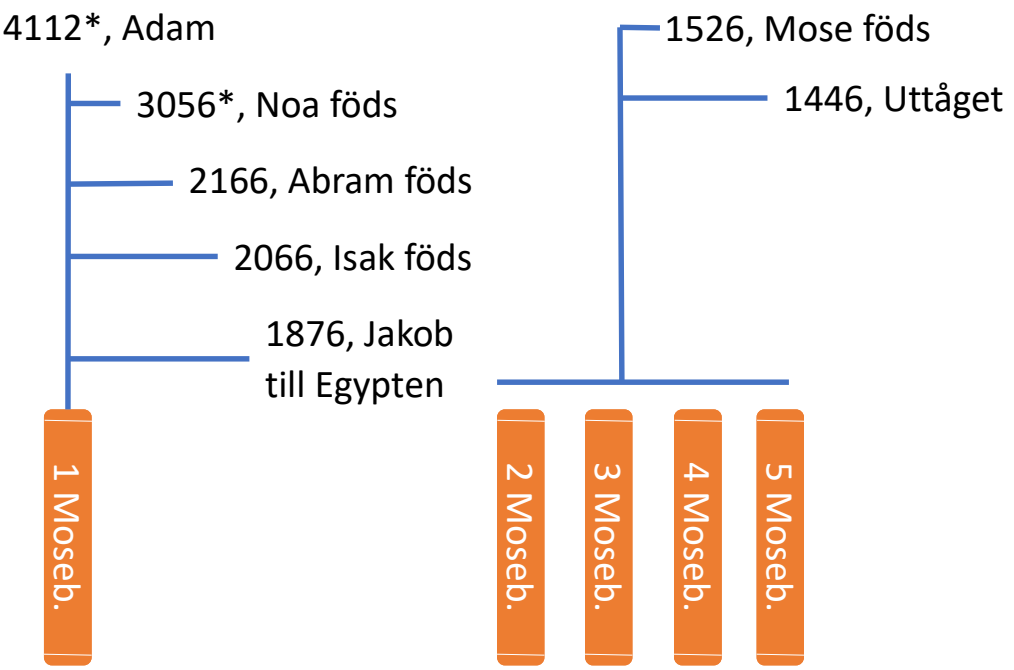 4112*, Adam
3056*, Noa föds
2166, Abram föds
2066, Isak föds
1876, Jakob
till Egypten
1526, Mose föds
1446, Uttåget
1 Moseb.
2 Moseb.
3 Moseb.
4 Moseb.
5 Moseb.